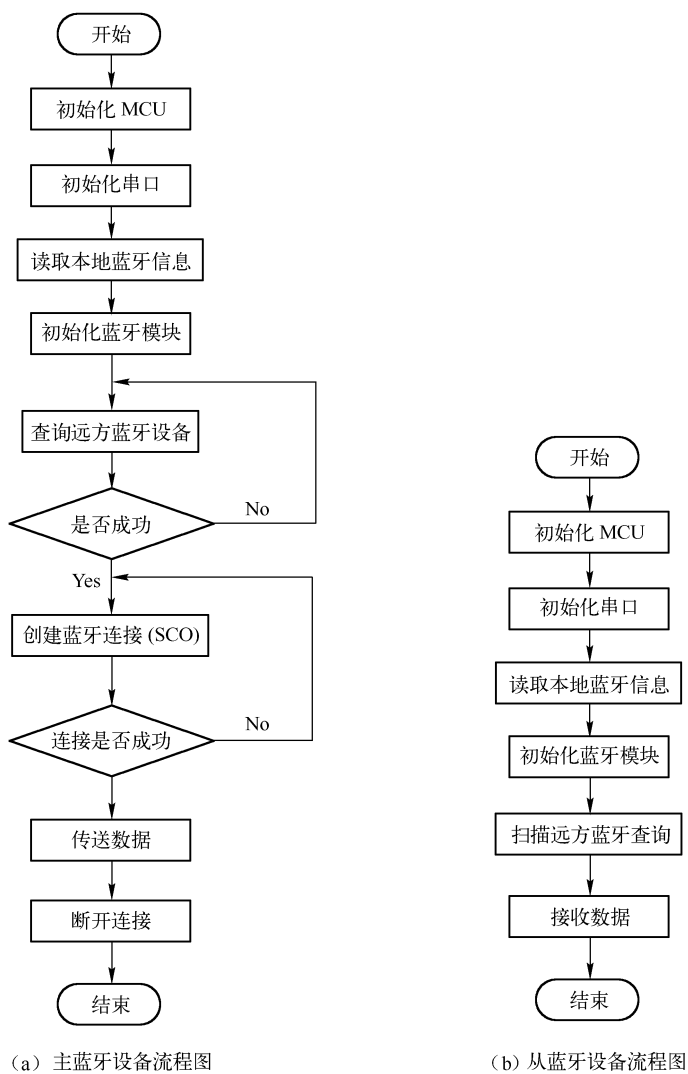 开始
初始化 MCU
初始化串口
读取本地蓝牙信息
初始化蓝牙模块
查询远方蓝牙设备
是否成功
No
Yes
创建蓝牙连接 (SCO)
连接是否成功
No
传送数据
断开连接
结束
（a）主蓝牙设备流程图
开始
初始化 MCU
初始化串口
读取本地蓝牙信息
初始化蓝牙模块
扫描远方蓝牙查询
接收数据
结束
（b）从蓝牙设备流程图